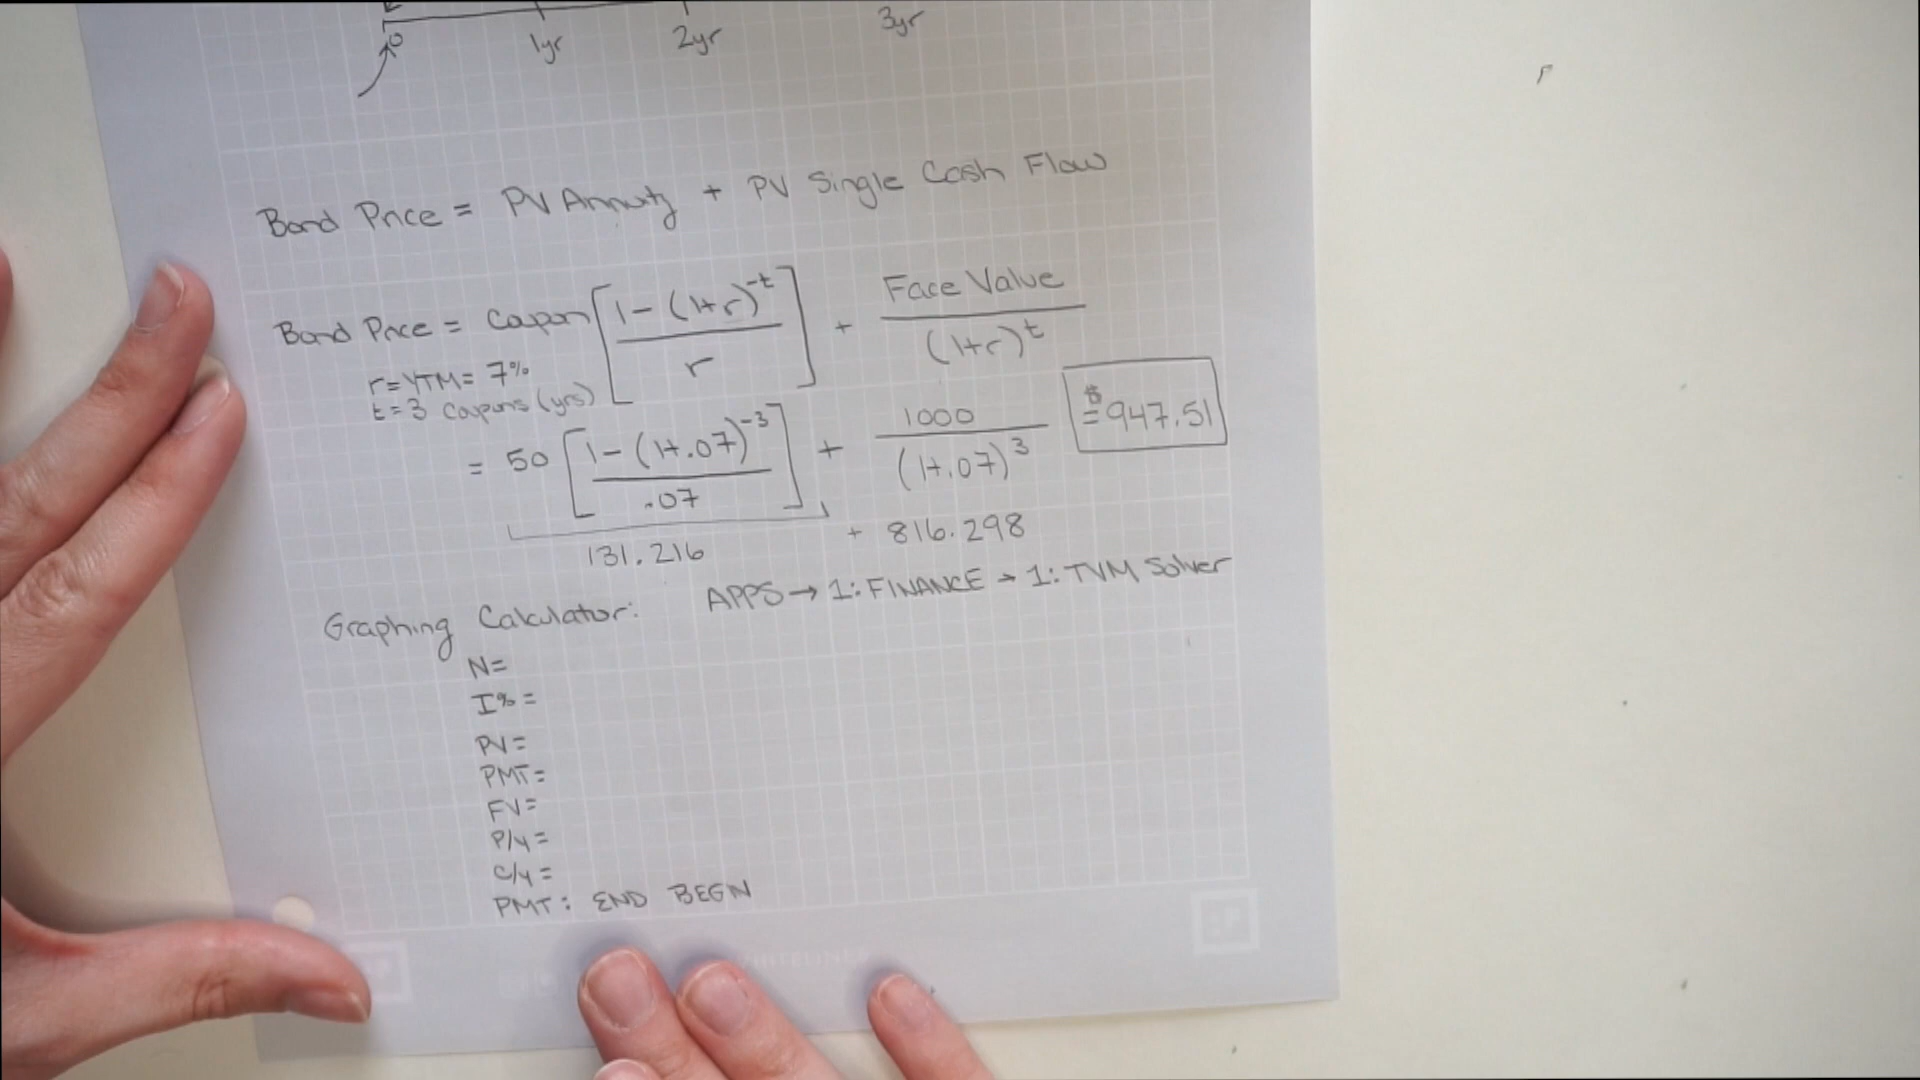 0 1yr 2yr 3yr
Bond Price = PV Annuity + PV Single Cash Flow
Bond Price = Coupon [ 1-(1+r)^-t / r ] + Face Value / (1+r)^t
r=YTM= 7%
t=3 Coupons (yrs)
= 50 [ 1-(1+.07)^-3 / .07 ] + 1000 / (1+.07)^3 = $947.51
131.216 + 816.298
Graphing Calculator: APPS → 1:FINANCE → 1:TVM Solver
N=
I%=
PV=
PMT=
FV=
P/Y=
C/Y=
PMT: END BEGIN